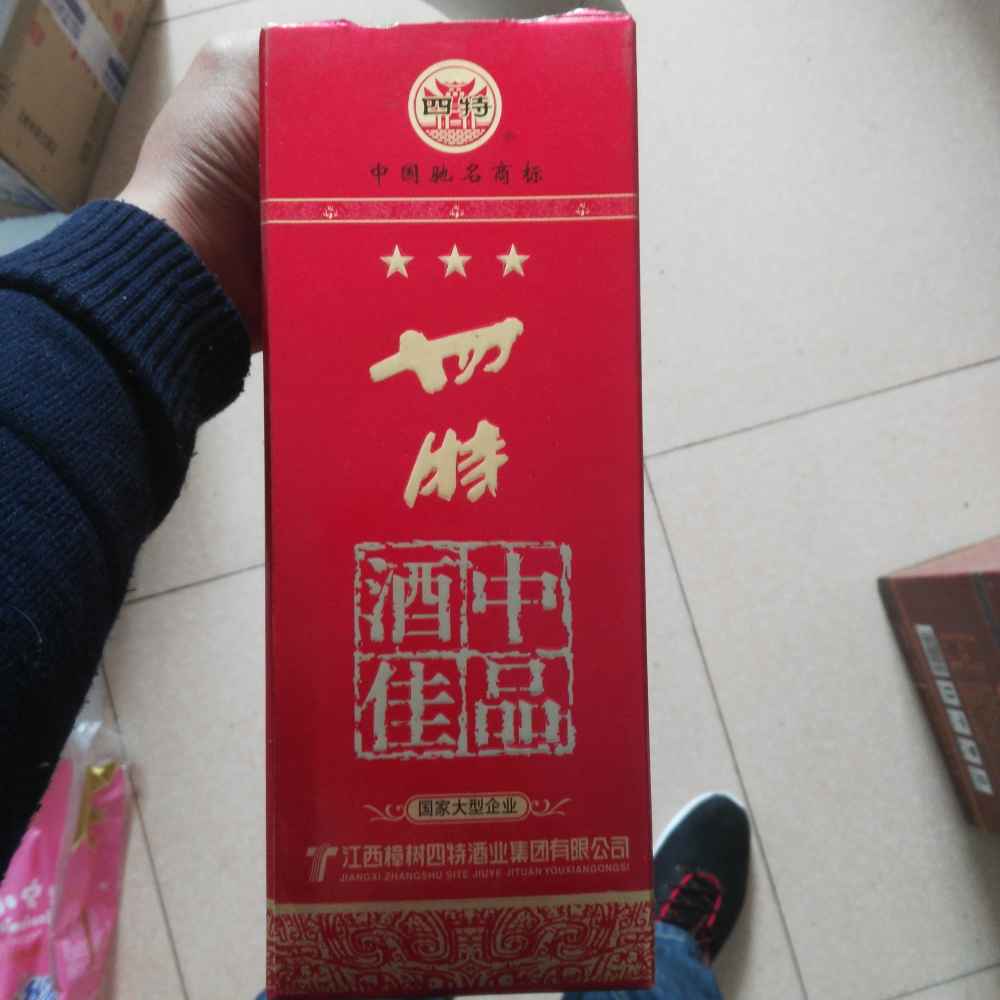 四特
中国驰名商标
四特
酒中
佳品
国家大型企业
江西樟树四特酒业集团有限公司
JIANGXI ZHANGSHU SITE JIUYE JITUAN YOUXIANGONGSI